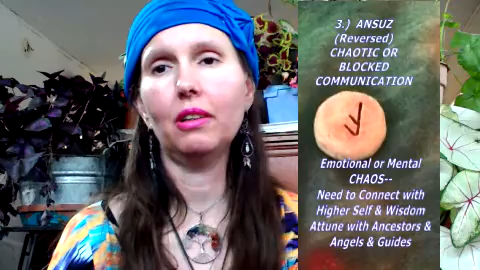 3.) ANSUZ
(Reversed)
CHAOTIC OR
BLOCKED
COMMUNICATION
Emotional or Mental
CHAOS--
Need to Connect with
Higher Self & Wisdom
Attune with Ancestors &
Angels & Guides